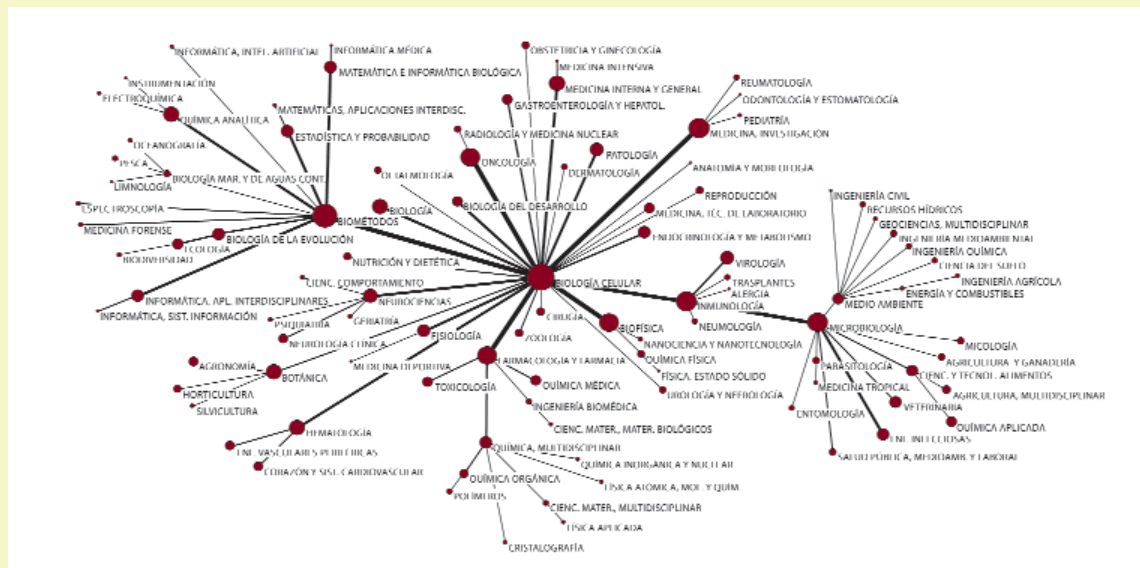 INFORMÁTICA, INTEL. ARTIFICIAL
INFORMÁTICA MÉDICA
OBSTETRICIA Y GINECOLOGÍA
MATEMÁTICA E INFORMÁTICA BIOLÓGICA
MEDICINA INTENSIVA
INSTRUMENTACIÓN
MEDICINA INTERNA Y GENERAL
REUMATOLOGÍA
ELECTROQUÍMICA
MATEMÁTICAS, APLICACIONES INTERDISC.
GASTROENTEROLOGÍA Y HEPATOL.
ODONTOLOGÍA Y ESTOMATOLOGÍA
QUÍMICA ANALÍTICA
PEDIATRÍA
ESTADÍSTICA Y PROBABILIDAD
RADIOLOGÍA Y MEDICINA NUCLEAR
MEDICINA, INVESTIGACIÓN
OCEANOGRAFÍA
PATOLOGÍA
PESCA
ONCOLOGÍA
DERMATOLOGÍA
ANATOMÍA Y MORFOLOGÍA
BIOLOGÍA MAR. Y DE AGUAS CONT.
OFTALMOLOGÍA
LIMNOLOGÍA
REPRODUCCIÓN
INGENIERÍA CIVIL
ESPECTROSCOPÍA
BIOLOGÍA
BIOLOGÍA DEL DESARROLLO
MEDICINA, TÉC. DE LABORATORIO
RECURSOS HÍDRICOS
BIOMÉTODOS
GEOCIENCIAS, MULTIDISCIPLINAR
MEDICINA FORENSE
BIOLOGÍA DE LA EVOLUCIÓN
ENDOCRINOLOGÍA Y METABOLISMO
INGENIERÍA MEDIOAMBIENTAL
ECOLOGÍA
INGENIERÍA QUÍMICA
BIODIVERSIDAD
NUTRICIÓN Y DIETÉTICA
VIROLOGÍA
CIENCIA DEL SUELO
CIENC. COMPORTAMIENTO
BIOLOGÍA CELULAR
TRASPLANTES
INGENIERÍA AGRÍCOLA
INFORMÁTICA. APL. INTERDISCIPLINARES
NEUROCIENCIAS
ALERGIA
ENERGÍA Y COMBUSTIBLES
INMUNOLOGÍA
MEDIO AMBIENTE
INFORMÁTICA, SIST. INFORMACIÓN
PSIQUIATRÍA
GERIATRÍA
CIRUGÍA
BIOFÍSICA
NEUMOLOGÍA
MICROBIOLOGÍA
NEUROLOGÍA CLÍNICA
FISIOLOGÍA
ZOOLOGÍA
NANOCIENCIA Y NANOTECNOLOGÍA
MICOLOGÍA
FARMACOLOGÍA Y FARMACIA
QUÍMICA FÍSICA
AGRICULTURA Y GANADERÍA
AGRONOMÍA
MEDICINA DEPORTIVA
PARASITOLOGÍA
BOTÁNICA
FÍSICA, ESTADO SÓLIDO
CIENC. Y TECNOL. ALIMENTOS
TOXICOLOGÍA
QUÍMICA MÉDICA
MEDICINA TROPICAL
HORTICULTURA
UROLOGÍA Y NEFROLOGÍA
AGRICULTURA, MULTIDISCIPLINAR
SILVICULTURA
INGENIERÍA BIOMÉDICA
ENTOMOLOGÍA
VETERINARIA
HEMATOLOGÍA
CIENC. MATER., MATER. BIOLÓGICOS
QUÍMICA APLICADA
ENF. INFECCIOSAS
ENF. VASCULARES PERIFÉRICAS
QUÍMICA, MULTIDISCIPLINAR
SALUD PÚBLICA, MEDIOAMB. Y LABORAL
CORAZÓN Y SIST. CARDIOVASCULAR
QUÍMICA INORGÁNICA Y NUCLEAR
QUÍMICA ORGÁNICA
FÍSICA ATÓMICA, MOL. Y QUÍM.
POLÍMEROS
CIENC. MATER., MULTIDISCIPLINAR
FÍSICA APLICADA
CRISTALOGRAFÍA